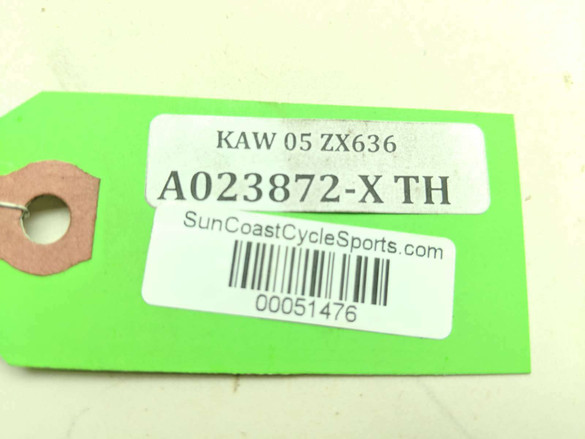 KAW 05 ZX636
A023872-X TH
SunCoastCycleSports.com
00051476